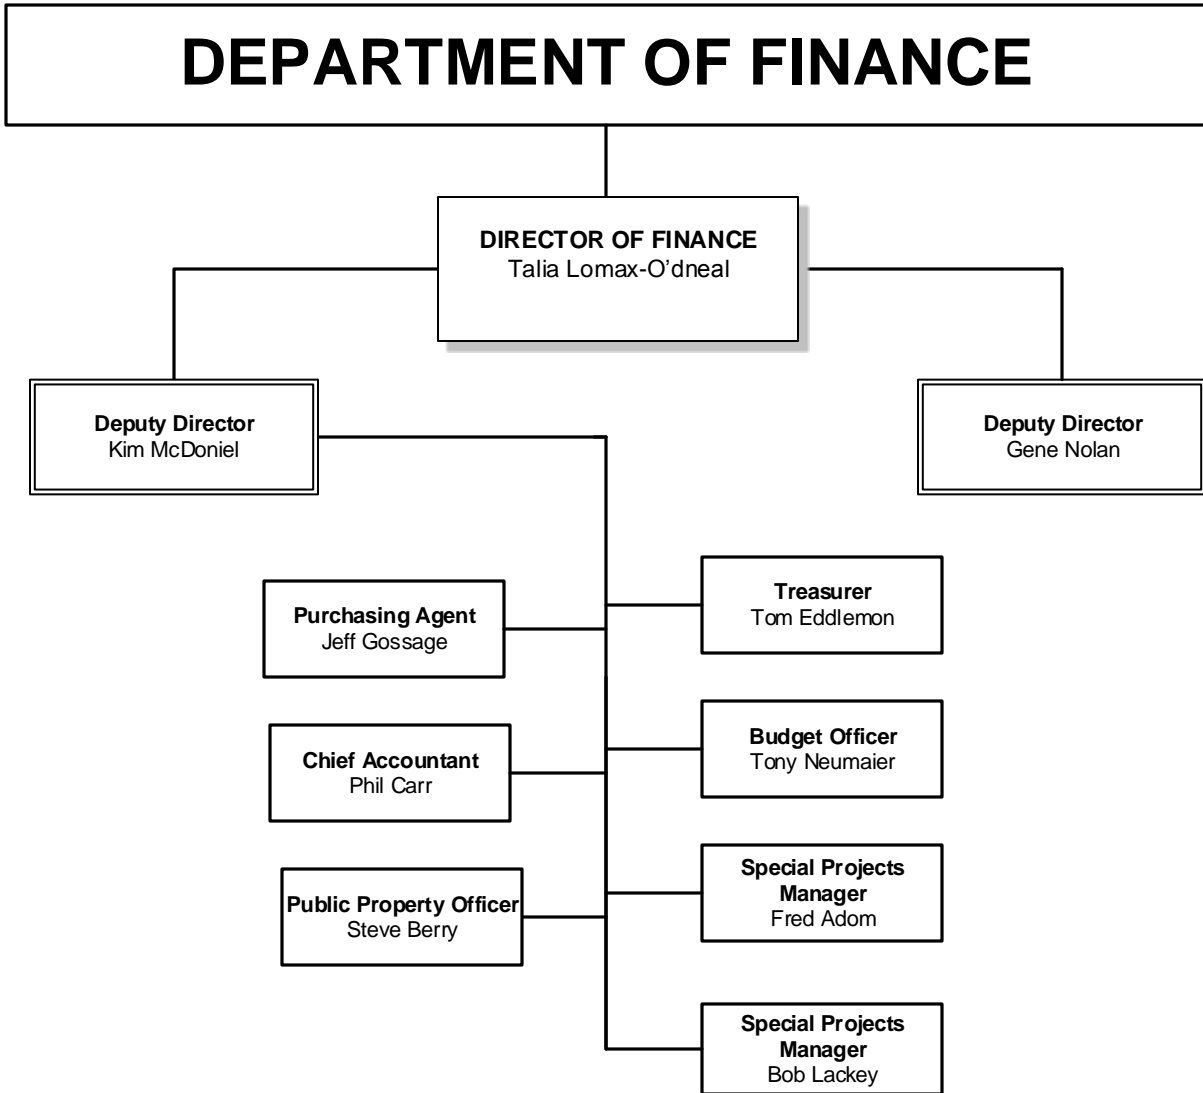 DEPARTMENT OF FINANCE
DIRECTOR OF FINANCE
Talia Lomax-O’dneal
Deputy Director
Kim McDoniel
Deputy Director
Gene Nolan
Purchasing Agent
Jeff Gossage
Treasurer
Tom Eddlemon
Chief Accountant
Phil Carr
Budget Officer
Tony Neumaier
Public Property Officer
Steve Berry
Special Projects
Manager
Fred Adom
Special Projects
Manager
Bob Lackey